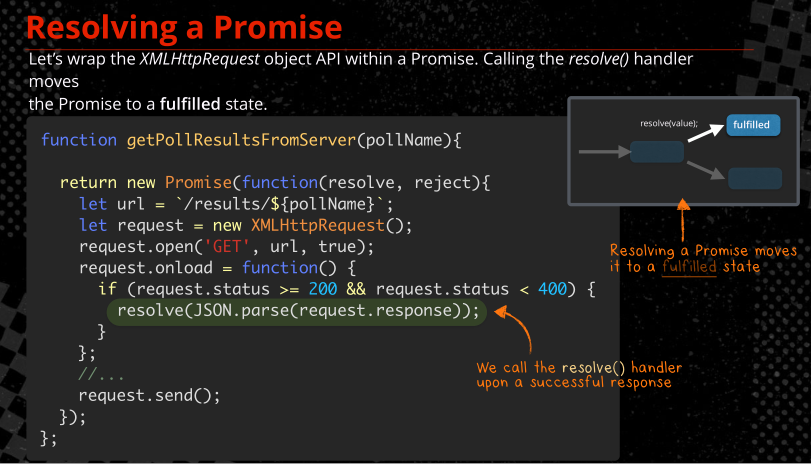 Resolving a Promise
Let's wrap the XMLHttpRequest object API within a Promise. Calling the resolve() handler
moves
the Promise to a fulfilled state.
function getPollResultsFromServer(pollName){
return new Promise(function(resolve, reject){
let url = `/results/${pollName}`;
let request = new XMLHttpRequest();
request.open('GET', url, true);
request.onload = function() {
if (request.status >= 200 && request.status < 400) {
resolve(JSON.parse(request.response));
}
};
//...
request.send();
});
};
resolve(value);
fulfilled
Resolving a Promise moves
it to a fulfilled state
We call the resolve() handler
upon a successful response